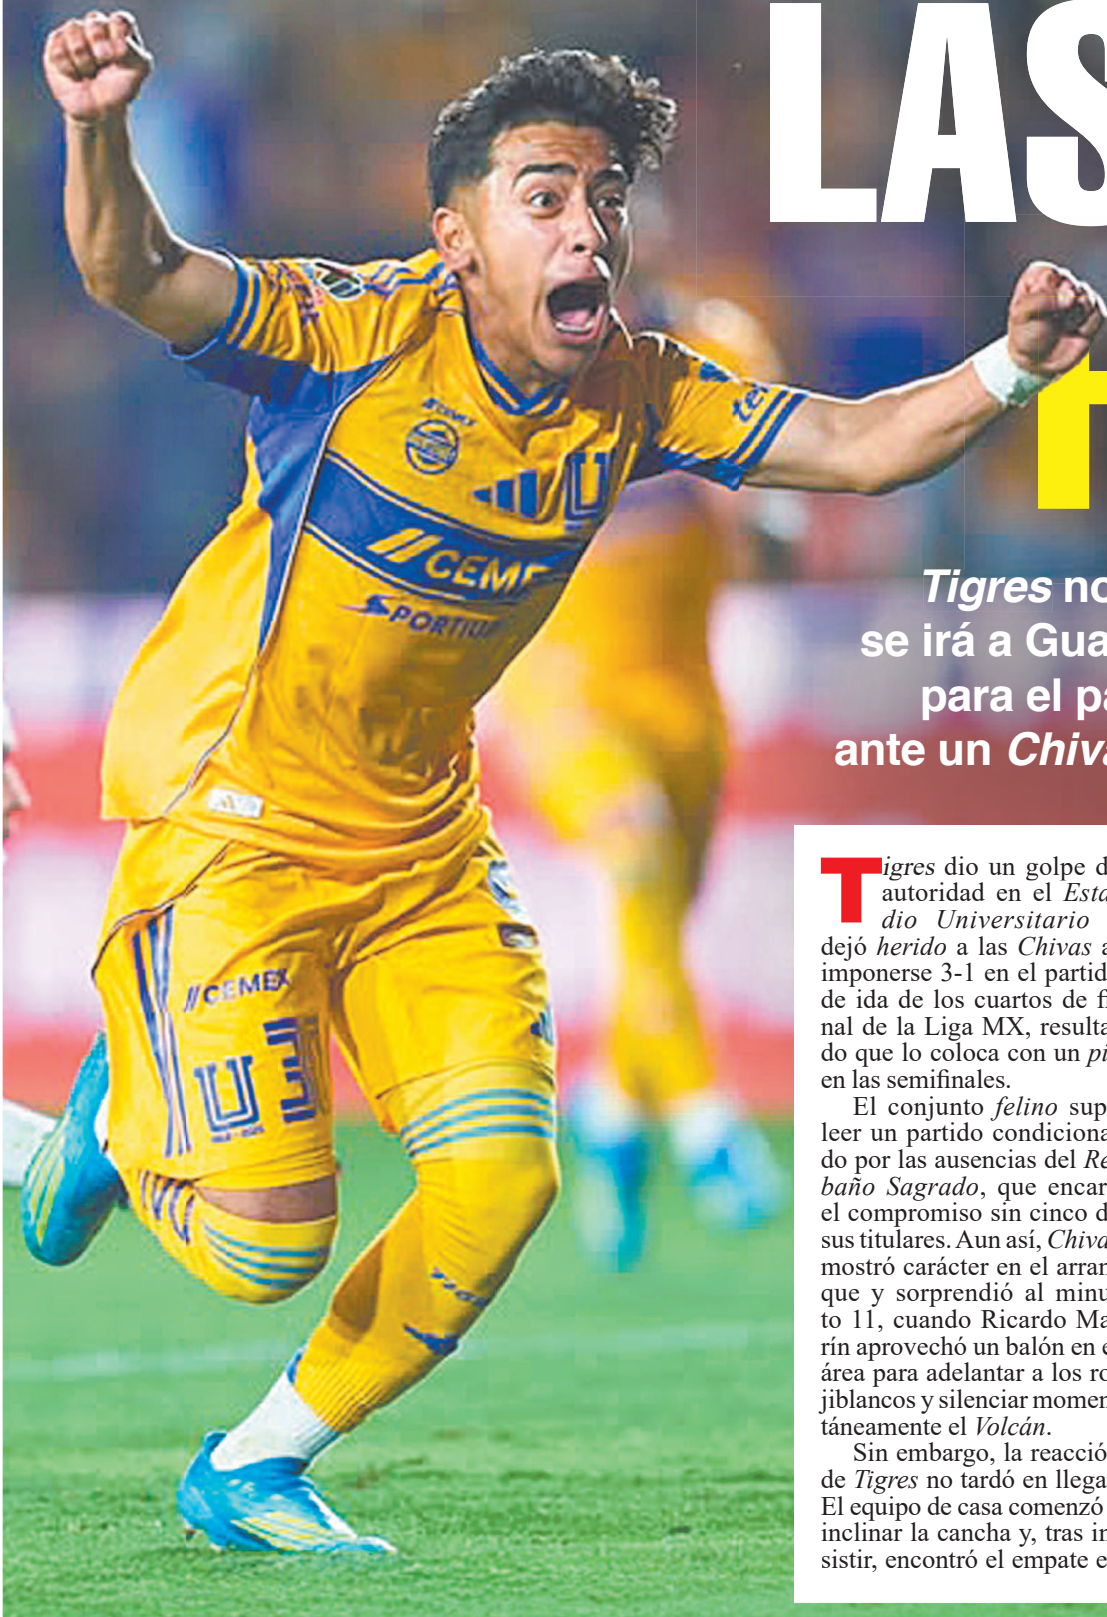 LAS
Tigres no
se irá a Gua
para el pa
ante un Chiva
Tigres dio un golpe d
autoridad en el Esta
dio Universitario
dejó herido a las Chivas a
imponerse 3-1 en el partid
de ida de los cuartos de fi
nal de la Liga MX, resulta
do que lo coloca con un pi
en las semifinales.
El conjunto felino sup
leer un partido condiciona
do por las ausencias del Re
baño Sagrado, que encar
el compromiso sin cinco d
sus titulares. Aun así, Chiva
mostró carácter en el arran
que y sorprendió al minu
to 11, cuando Ricardo Ma
rín aprovechó un balón en e
área para adelantar a los ro
jiblancos y silenciar momen
táneamente el Volcán.
Sin embargo, la reacció
de Tigres no tardó en llega
El equipo de casa comenzó
inclinar la cancha y, tras in
sistir, encontró el empate e
tel
CEMEX
U
//CEME
SPORTIUM
//CEMEX
U 3